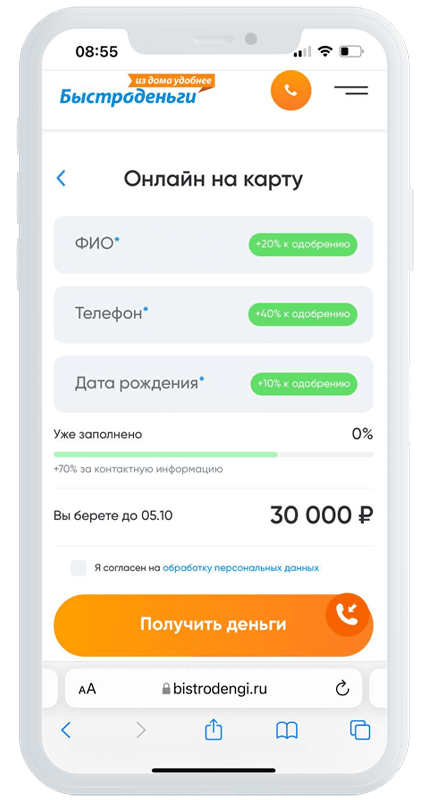 08:55
из дома удобнее
Быстроденьги
Онлайн на карту
ФИО*
+20% к одобрению
Телефон*
+40% к одобрению
Дата рождения*
+10% к одобрению
Уже заполнено 0%
+70% за контактную информацию
Вы берете до 05.10 30 000 ₽
Я согласен на обработку персональных данных
Получить деньги
AA bistrodengi.ru